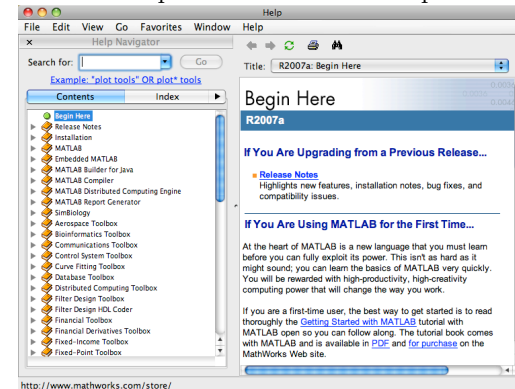 Help
File Edit View Go Favorites Window Help
× Help Navigator
Search for: Go
Example: "plot tools" OR plot* tools
Contents Index
Begin Here
Release Notes
Installation
MATLAB
Embedded MATLAB
MATLAB Builder for Java
MATLAB Compiler
MATLAB Distributed Computing Engine
MATLAB Report Generator
SimBiology
Aerospace Toolbox
Bioinformatics Toolbox
Communications Toolbox
Control System Toolbox
Curve Fitting Toolbox
Database Toolbox
Distributed Computing Toolbox
Filter Design Toolbox
Filter Design HDL Coder
Financial Toolbox
Financial Derivatives Toolbox
Fixed-Income Toolbox
Fixed-Point Toolbox
Title: R2007a: Begin Here
Begin Here
R2007a
If You Are Upgrading from a Previous Release...
Release Notes
Highlights new features, installation notes, bug fixes, and
compatibility issues.
If You Are Using MATLAB for the First Time...
At the heart of MATLAB is a new language that you must learn
before you can fully exploit its power. This isn't as hard as it
might sound; you can learn the basics of MATLAB very quickly.
You will be rewarded with high-productivity, high-creativity
computing power that will change the way you work.
If you are a first-time user, the best way to get started is to read
thoroughly the Getting Started with MATLAB tutorial with
MATLAB open so you can follow along. The tutorial book comes
with MATLAB and is available in PDF and for purchase on the
MathWorks Web site.
http://www.mathworks.com/store/